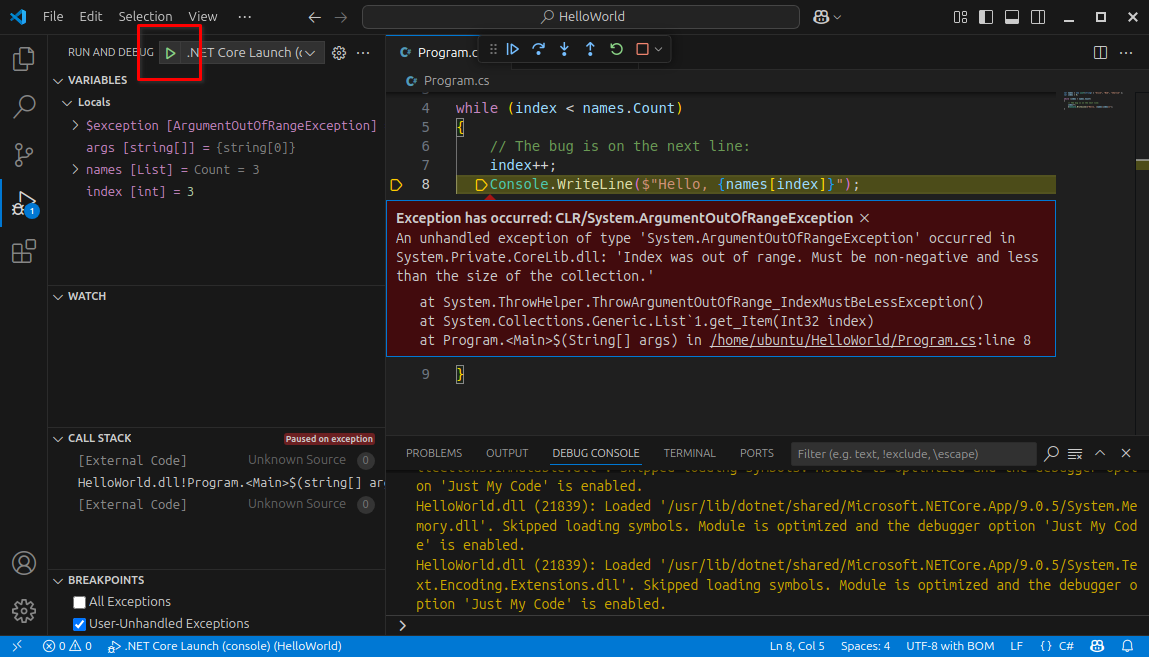 File Edit Selection View ···
HelloWorld
RUN AND DEBUG .NET Core Launch (c
VARIABLES
Locals
$exception [ArgumentOutOfRangeException]
args [string[]] = {string[0]}
names [List] = Count = 3
index [int] = 3
WATCH
CALL STACK Paused on exception
[External Code] Unknown Source 0
HelloWorld.dll!Program.<Main>$(string[] arg
[External Code] Unknown Source 0
BREAKPOINTS
All Exceptions
User-Unhandled Exceptions
Program.c
Program.cs
4 while (index < names.Count)
5 {
6 // The bug is on the next line:
7 index++;
8 Console.WriteLine($"Hello, {names[index]}");
Exception has occurred: CLR/System.ArgumentOutOfRangeException
An unhandled exception of type 'System.ArgumentOutOfRangeException' occurred in
System.Private.CoreLib.dll: 'Index was out of range. Must be non-negative and less
than the size of the collection.'
at System.ThrowHelper.ThrowArgumentOutOfRange_IndexMustBeLessException()
at System.Collections.Generic.List`1.get_Item(Int32 index)
at Program.<Main>$(String[] args) in /home/ubuntu/HelloWorld/Program.cs:line 8
9 }
PROBLEMS OUTPUT DEBUG CONSOLE TERMINAL PORTS Filter (e.g. text, !exclude, \escape)
on 'Just My Code' is enabled.
HelloWorld.dll (21839): Loaded '/usr/lib/dotnet/shared/Microsoft.NETCore.App/9.0.5/System.Me
mory.dll'. Skipped loading symbols. Module is optimized and the debugger option 'Just My Cod
e' is enabled.
HelloWorld.dll (21839): Loaded '/usr/lib/dotnet/shared/Microsoft.NETCore.App/9.0.5/System.Te
xt.Encoding.Extensions.dll'. Skipped loading symbols. Module is optimized and the debugger o
ption 'Just My Code' is enabled.
1
0 0 .NET Core Launch (console) (HelloWorld) Ln 8, Col 5 Spaces: 4 UTF-8 with BOM LF {} C#